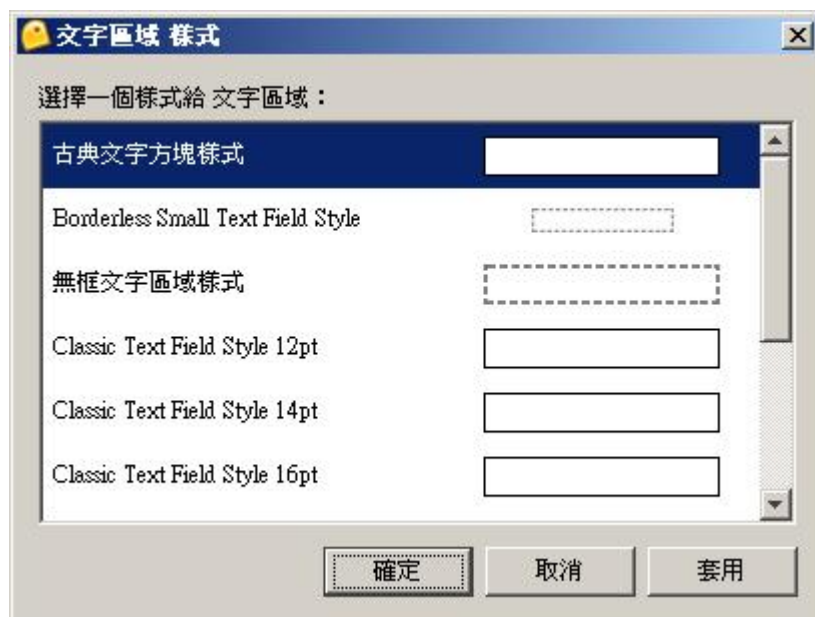 文字區域 樣式
選擇一個樣式給 文字區域：
古典文字方塊樣式
Borderless Small Text Field Style
無框文字區域樣式
Classic Text Field Style 12pt
Classic Text Field Style 14pt
Classic Text Field Style 16pt
確定 取消 套用